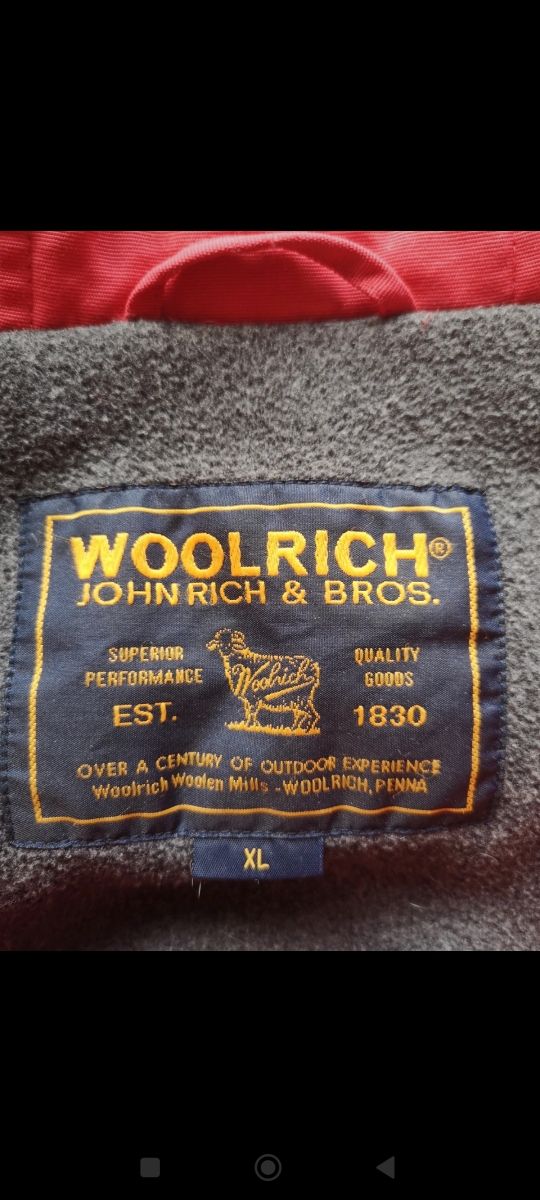 WOOLRICH®
JOHN RICH & BROS.
SUPERIOR
PERFORMANCE
Woolrich
QUALITY
GOODS
EST.
1830
OVER A CENTURY OF OUTDOOR EXPERIENCE
Woolrich Woolen Mills - WOOLRICH, PENNA
XL